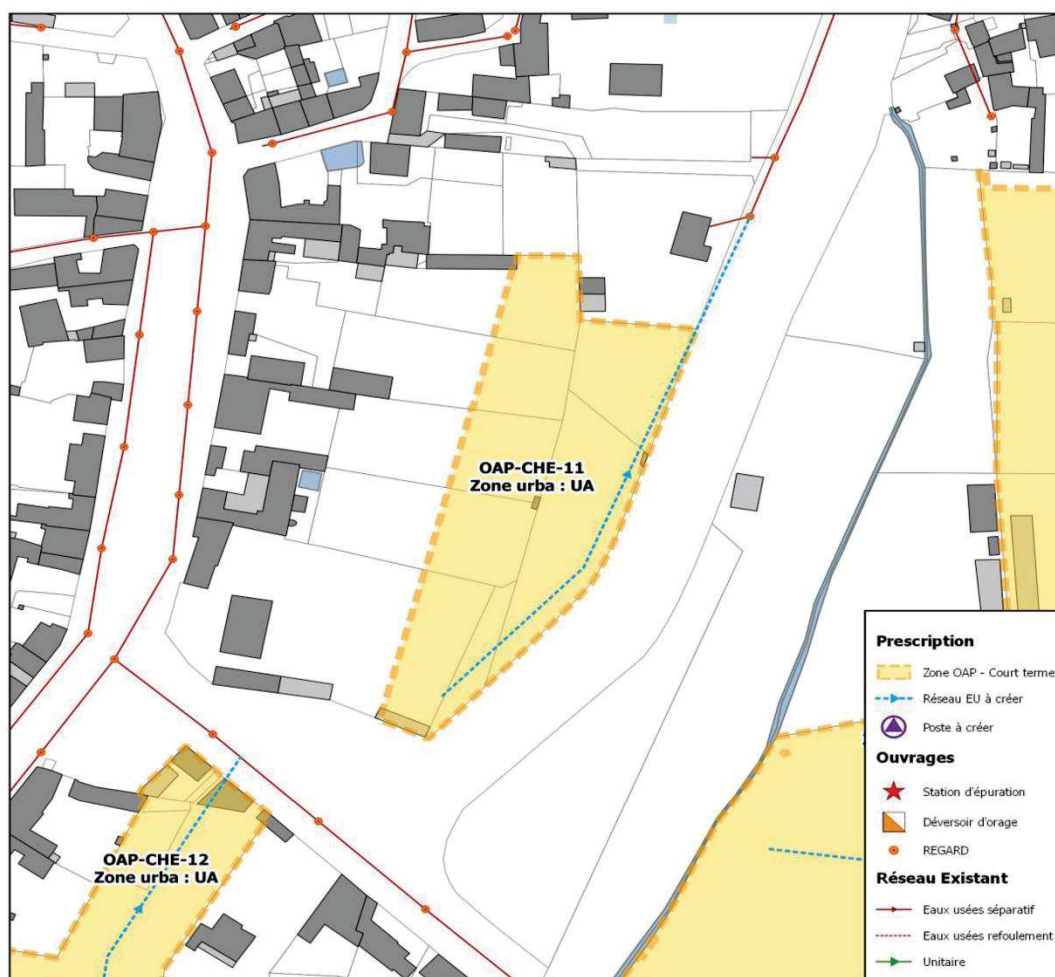 OAP-CHE-11
Zone urba : UA
OAP-CHE-12
Zone urba : UA
Prescription
Zone OAP - Court terme
Réseau EU à créer
Poste à créer
Ouvrages
Station d'épuration
Déversoir d'orage
REGARD
Réseau Existant
Eaux usées séparatif
Eaux usées refoulement
Unitaire